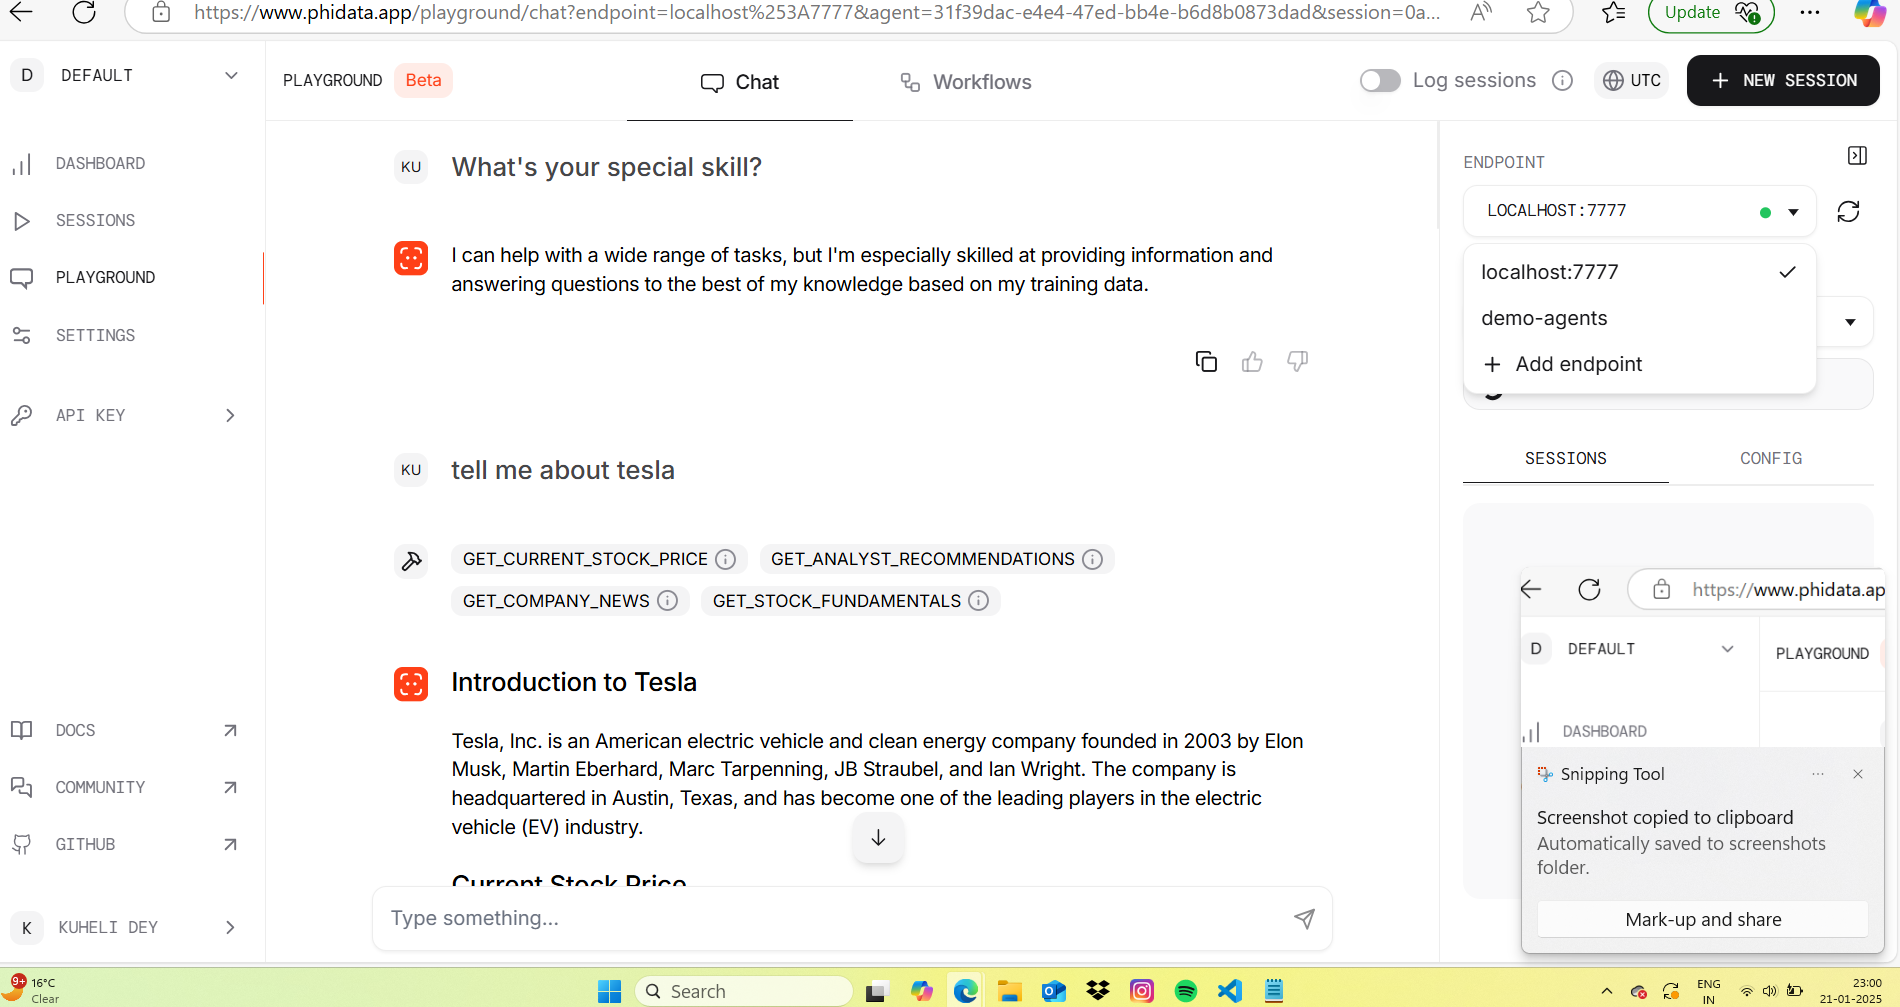 https://www.phidata.app/playground/chat?endpoint=localhost%253A7777&agent=31f39dac-e4e4-47ed-bb4e-b6d8b0873dad&session=0a...
Update
D DEFAULT
PLAYGROUND Beta
Chat
Workflows
Log sessions
UTC
+ NEW SESSION
DASHBOARD
SESSIONS
PLAYGROUND
SETTINGS
API KEY
DOCS
COMMUNITY
GITHUB
K KUHELI DEY
KU What's your special skill?
I can help with a wide range of tasks, but I'm especially skilled at providing information and
answering questions to the best of my knowledge based on my training data.
KU tell me about tesla
GET_CURRENT_STOCK_PRICE GET_ANALYST_RECOMMENDATIONS
GET_COMPANY_NEWS GET_STOCK_FUNDAMENTALS
Introduction to Tesla
Tesla, Inc. is an American electric vehicle and clean energy company founded in 2003 by Elon
Musk, Martin Eberhard, Marc Tarpenning, JB Straubel, and Ian Wright. The company is
headquartered in Austin, Texas, and has become one of the leading players in the electric
vehicle (EV) industry.
Current Stock Price
Type something...
ENDPOINT
LOCALHOST:7777
localhost:7777
demo-agents
+ Add endpoint
SESSIONS CONFIG
https://www.phidata.ap
D DEFAULT
PLAYGROUND
DASHBOARD
Snipping Tool
Screenshot copied to clipboard
Automatically saved to screenshots
folder.
Mark-up and share
9+
16°C
Clear
Search
ENG
IN
23:00
21-01-2025